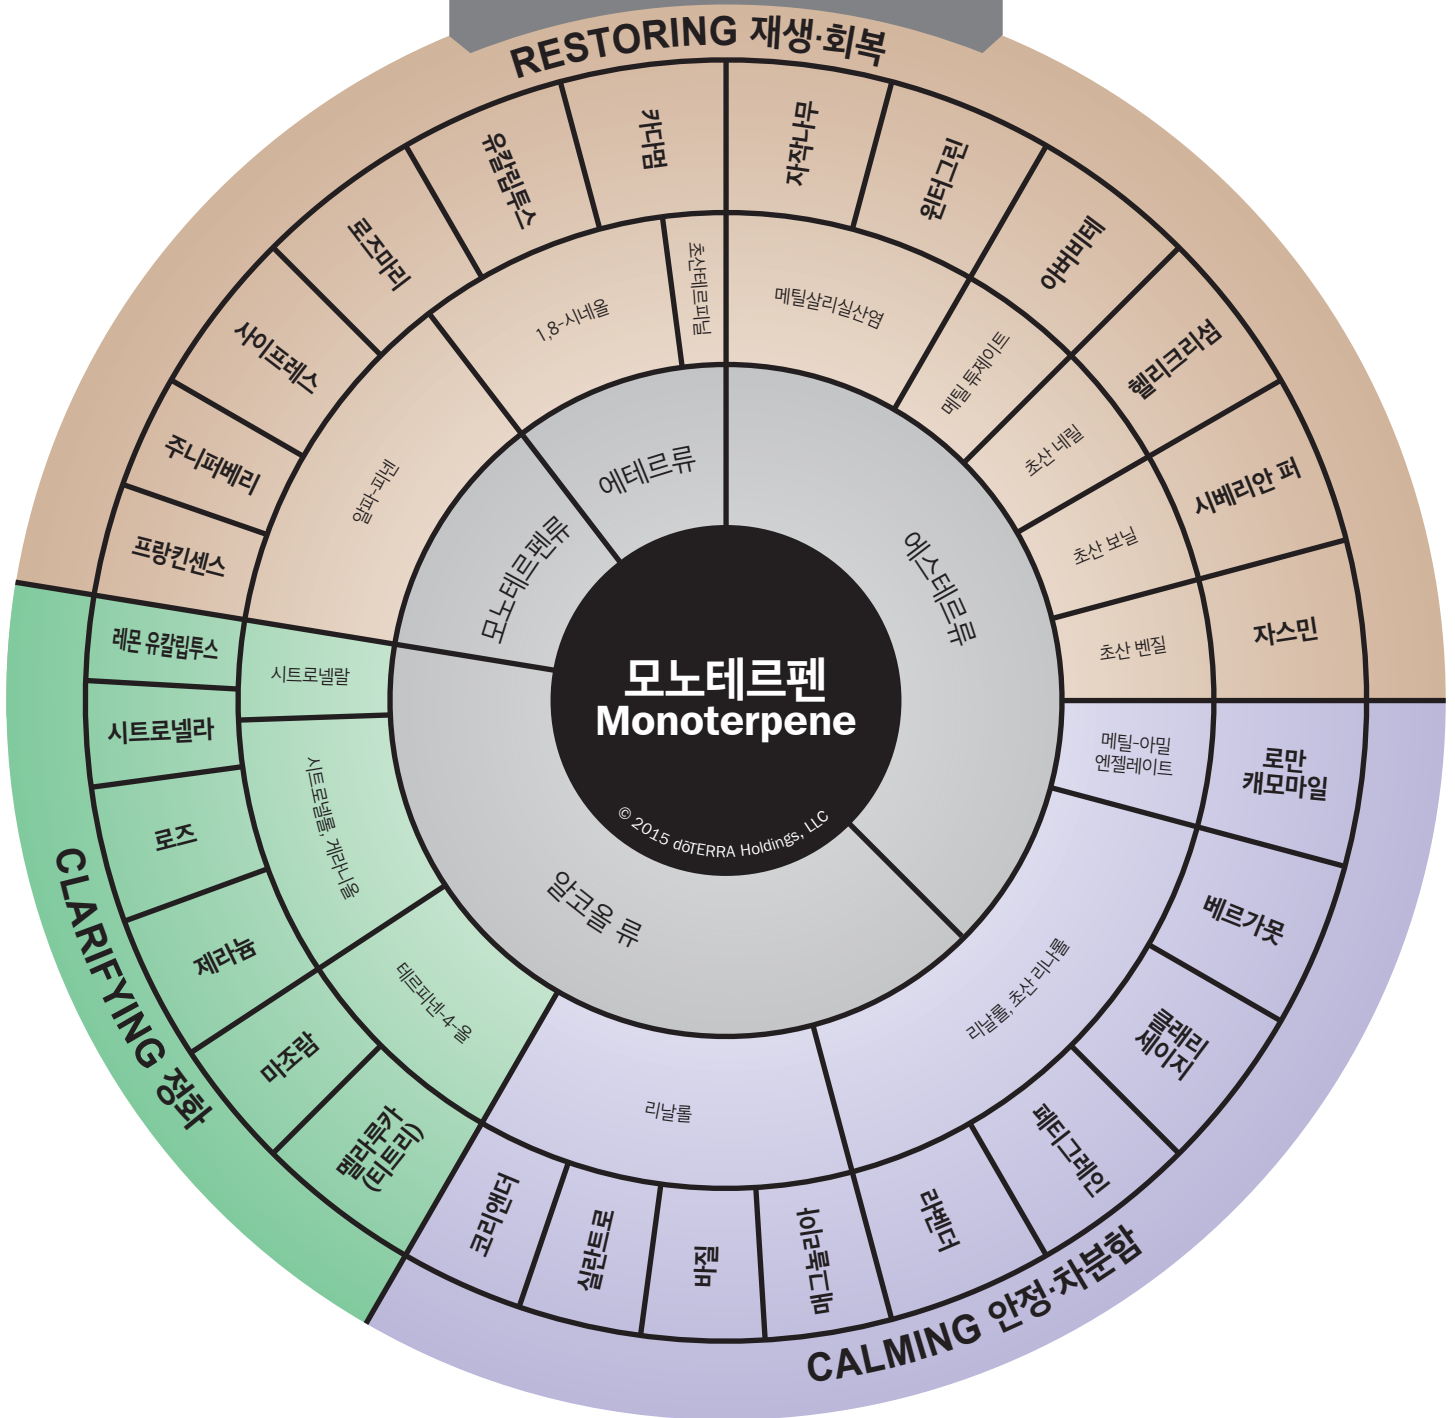 RESTORING 재생·회복
카다멈
자작나무
윈터그린
아버비테
헬리크리섬
시베리안 퍼
자스민
유칼립투스
로즈마리
사이프레스
주니퍼베리
프랑킨센스
초산테르피닐
메틸살리실산염
메틸 튜제이트
초산 네릴
초산 보닐
초산 벤질
1,8-시네올
알파-피넨
에테르류
모노테르펜류
에스테르류
알코올 류
모노테르펜
Monoterpene
© 2015 dōTERRA Holdings, LLC
CLARIFYING 정화
레몬 유칼립투스
시트로넬라
로즈
제라늄
마조람
멜라루카
(티트리)
시트로넬랄
시트로넬롤, 게라니올
테르피넨-4-올
CALMING 안정·차분함
로만
캐모마일
베르가못
클래리
세이지
페티그레인
라벤더
매그놀리아
바질
실란트로
코리앤더
메틸-아밀
엔젤레이트
리날롤, 초산 리나롤
리날롤